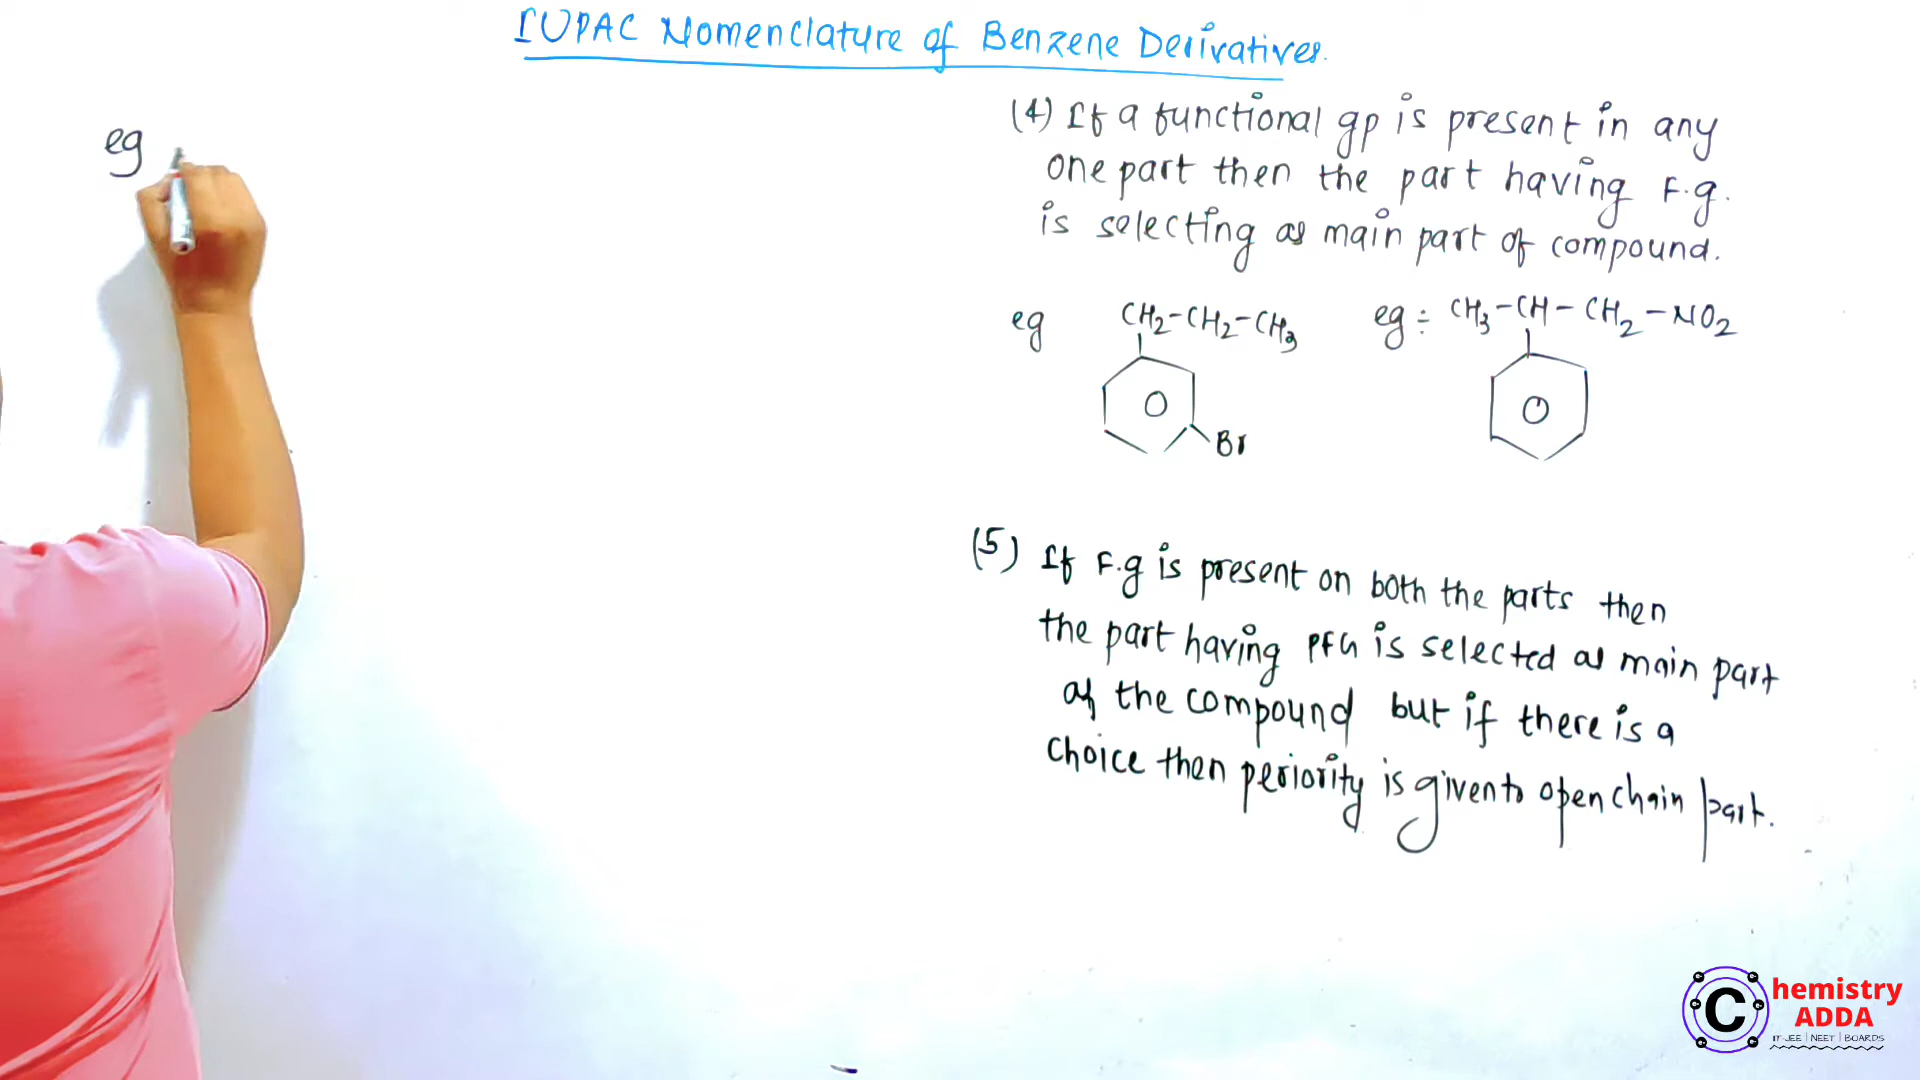 IUPAC Nomenclature of Benzene Derivatives.
eg
(4) If a functional gp is present in any
one part then the part having F.g.
is selecting as main part of compound.
eg CH2-CH2-CH3
Br
eg :- CH3-CH-CH2-NO2
(5) If F.g is present on both the parts then
the part having PFG is selected as main part
of the compound but if there is a
choice then periority is given to open chain part.
C hemistry
ADDA
IIT JEE | NEET | BOARDS